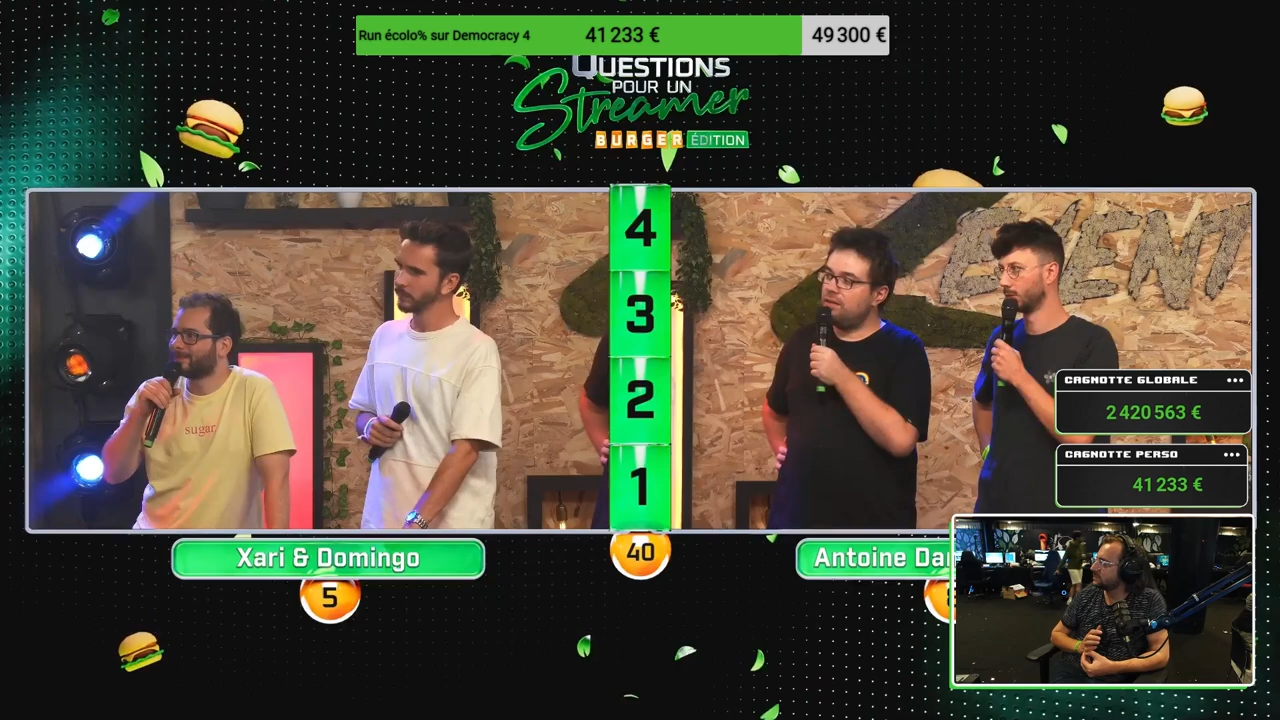 Run écolo% sur Democracy 4
41 233 €
49 300 €
QUESTIONS
POUR UN
Streamer
BURGER ÉDITION
4
3
2
1
sugar
CAGNOTTE GLOBALE
2 420 563 €
CAGNOTTE PERSO
41 233 €
Xari & Domingo
40
Antoine Da
5